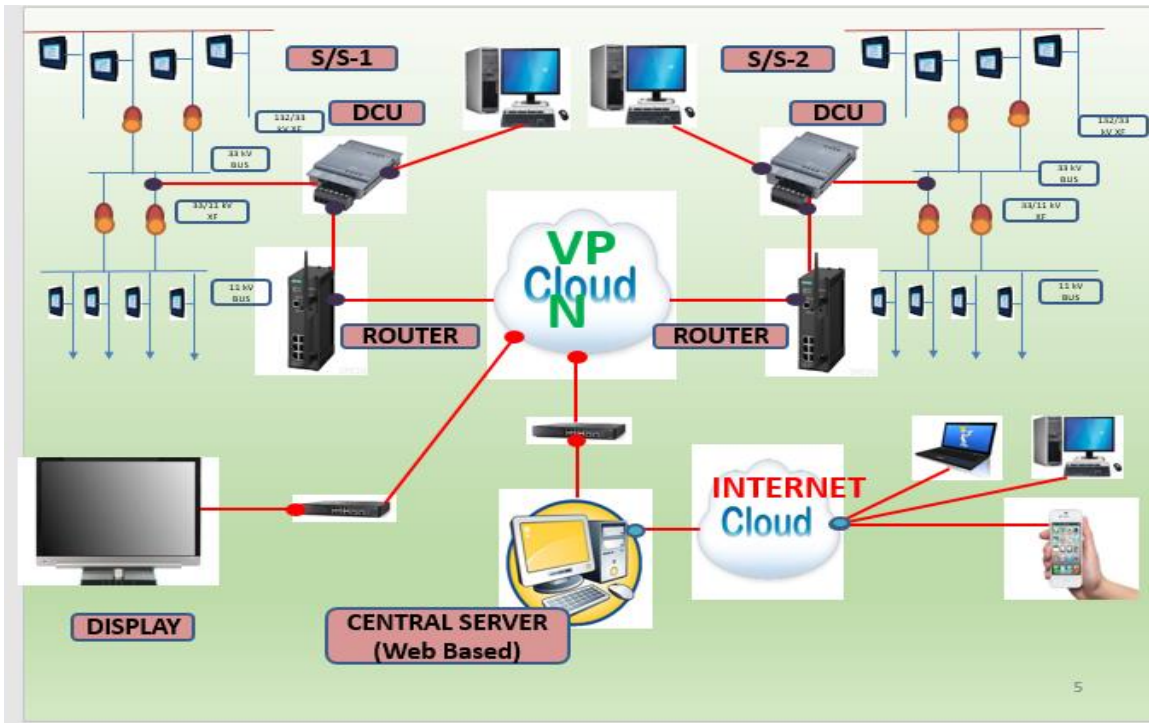 S/S-1
S/S-2
DCU
DCU
132/33
kV XF
132/33
kV XF
33 kV
BUS
33 kV
BUS
33/11 kV
XF
33/11 kV
XF
VP
Cloud
N
11 kV
BUS
11 kV
BUS
ROUTER
ROUTER
INTERNET
Cloud
DISPLAY
CENTRAL SERVER
(Web Based)
5